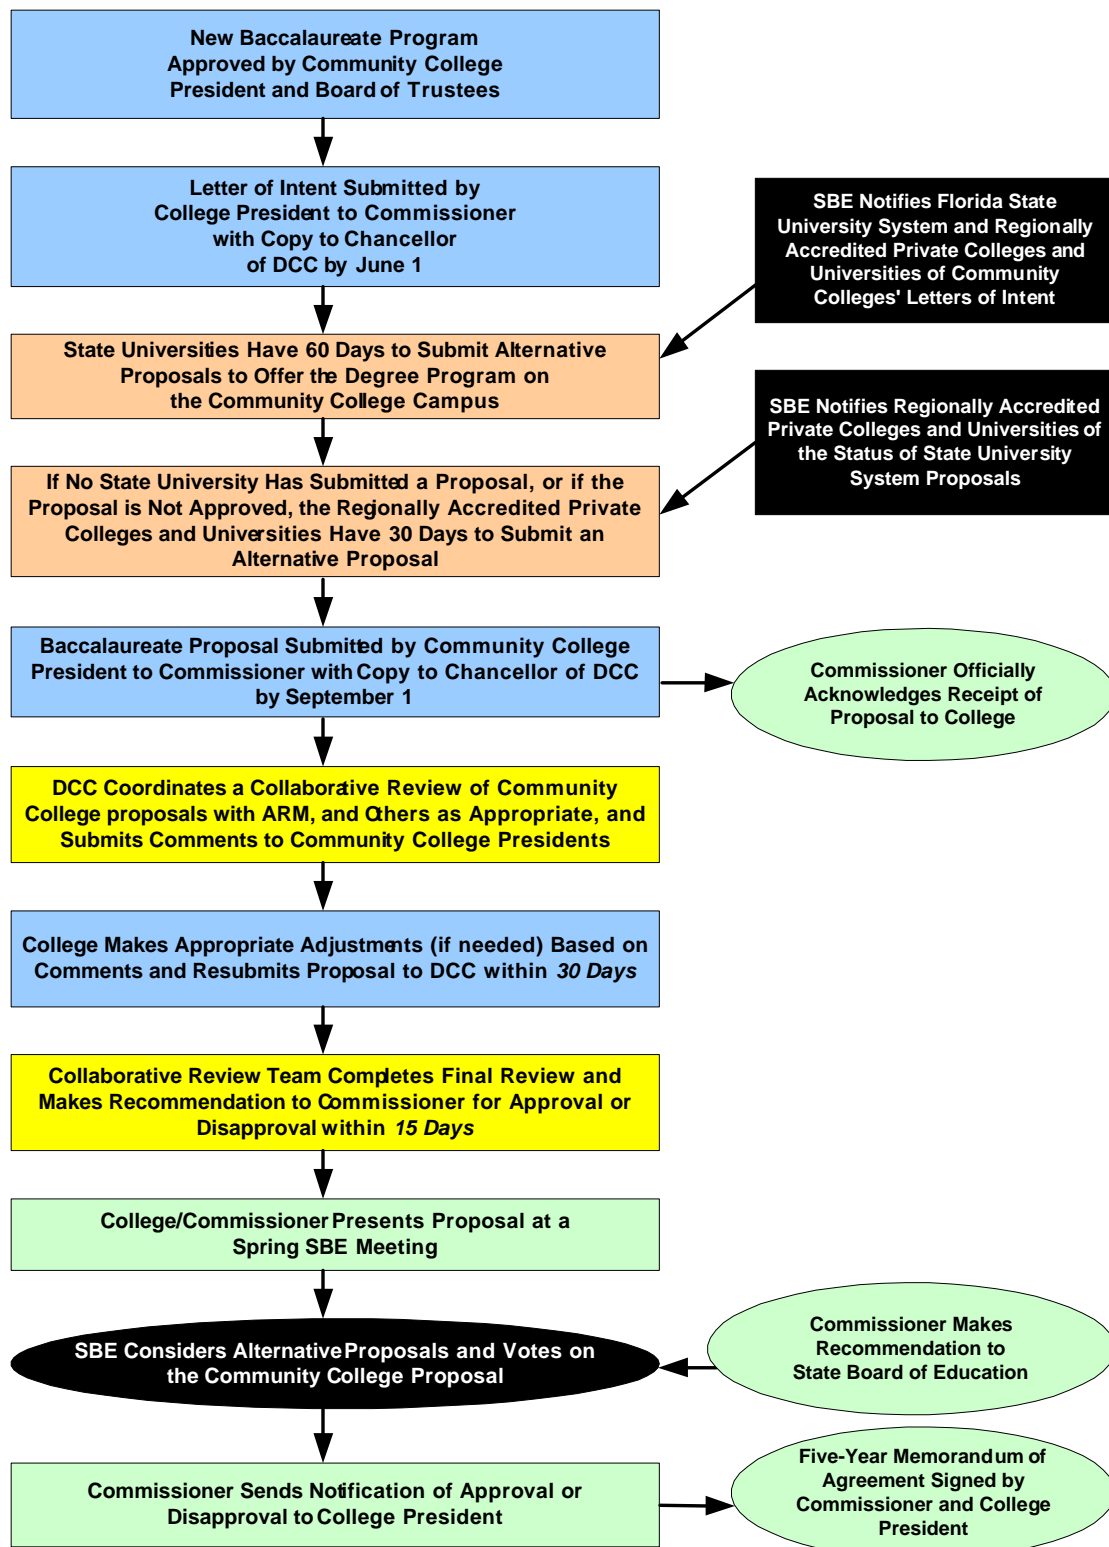 New Baccalaureate Program
Approved by Community College
President and Board of Trustees
Letter of Intent Submitted by
College President to Commissioner
with Copy to Chancellor
of DCC by June 1
SBE Notifies Florida State
University System and Regionally
Accredited Private Colleges and
Universities of Community
Colleges' Letters of Intent
State Universities Have 60 Days to Submit Alternative
Proposals to Offer the Degree Program on
the Community College Campus
SBE Notifies Regionally Accredited
Private Colleges and Universities of
the Status of State University
System Proposals
If No State University Has Submitted a Proposal, or if the
Proposal is Not Approved, the Regionally Accredited Private
Colleges and Universities Have 30 Days to Submit an
Alternative Proposal
Baccalaureate Proposal Submitted by Community College
President to Commissioner with Copy to Chancellor of DCC
by September 1
Commissioner Officially
Acknowledges Receipt of
Proposal to College
DCC Coordinates a Collaborative Review of Community
College proposals with ARM, and Others as Appropriate, and
Submits Comments to Community College Presidents
College Makes Appropriate Adjustments (if needed) Based on
Comments and Resubmits Proposal to DCC within 30 Days
Collaborative Review Team Completes Final Review and
Makes Recommendation to Commissioner for Approval or
Disapproval within 15 Days
College/Commissioner Presents Proposal at a
Spring SBE Meeting
SBE Considers Alternative Proposals and Votes on
the Community College Proposal
Commissioner Makes
Recommendation to
State Board of Education
Commissioner Sends Notification of Approval or
Disapproval to College President
Five-Year Memorandum of
Agreement Signed by
Commissioner and College
President